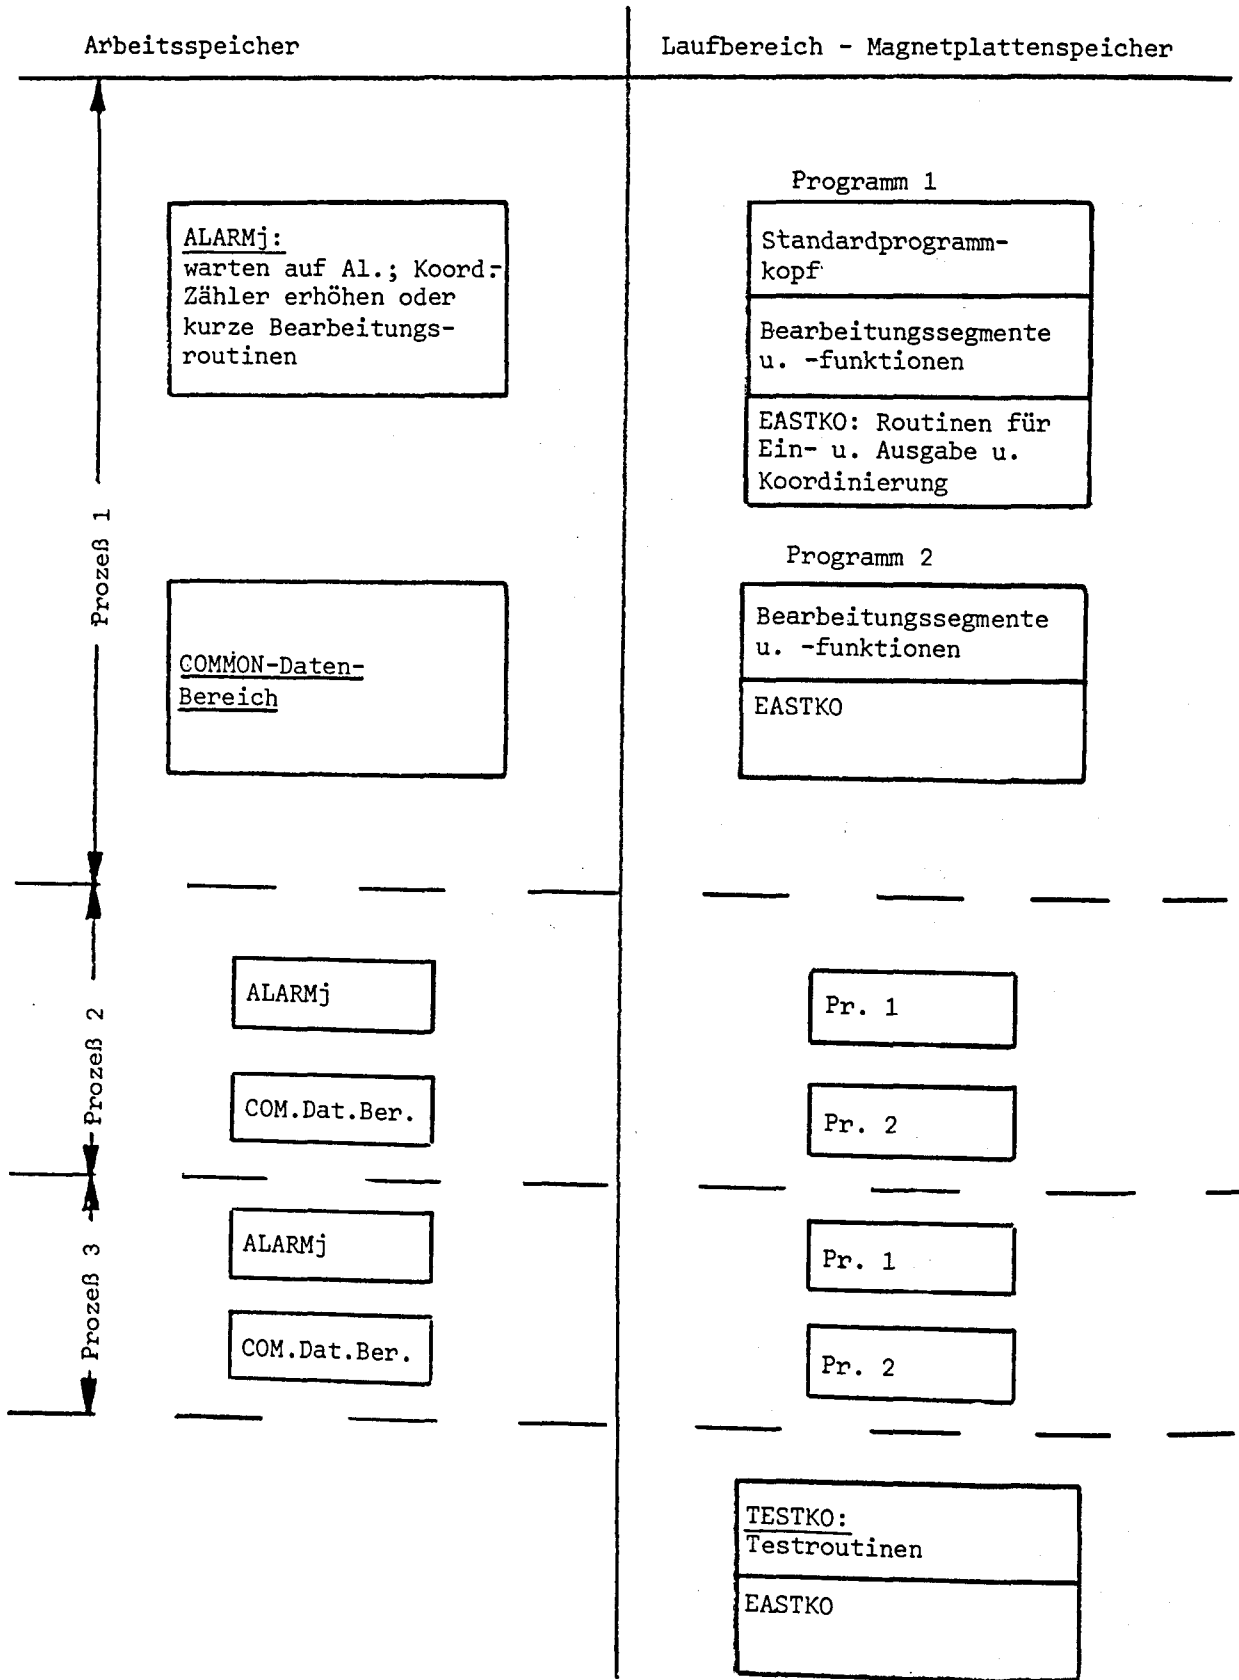 Arbeitsspeicher
Laufbereich - Magnetplattenspeicher
Prozeß 1
ALARMj:
warten auf Al.; Koord.-
Zähler erhöhen oder
kurze Bearbeitungs-
routinen
COMMON-Daten-
Bereich
Programm 1
Standardprogramm-
kopf
Bearbeitungssegmente
u. -funktionen
EASTKO: Routinen für
Ein- u. Ausgabe u.
Koordinierung
Programm 2
Bearbeitungssegmente
u. -funktionen
EASTKO
Prozeß 2
ALARMj
COM.Dat.Ber.
Pr. 1
Pr. 2
Prozeß 3
ALARMj
COM.Dat.Ber.
Pr. 1
Pr. 2
TESTKO:
Testroutinen
EASTKO